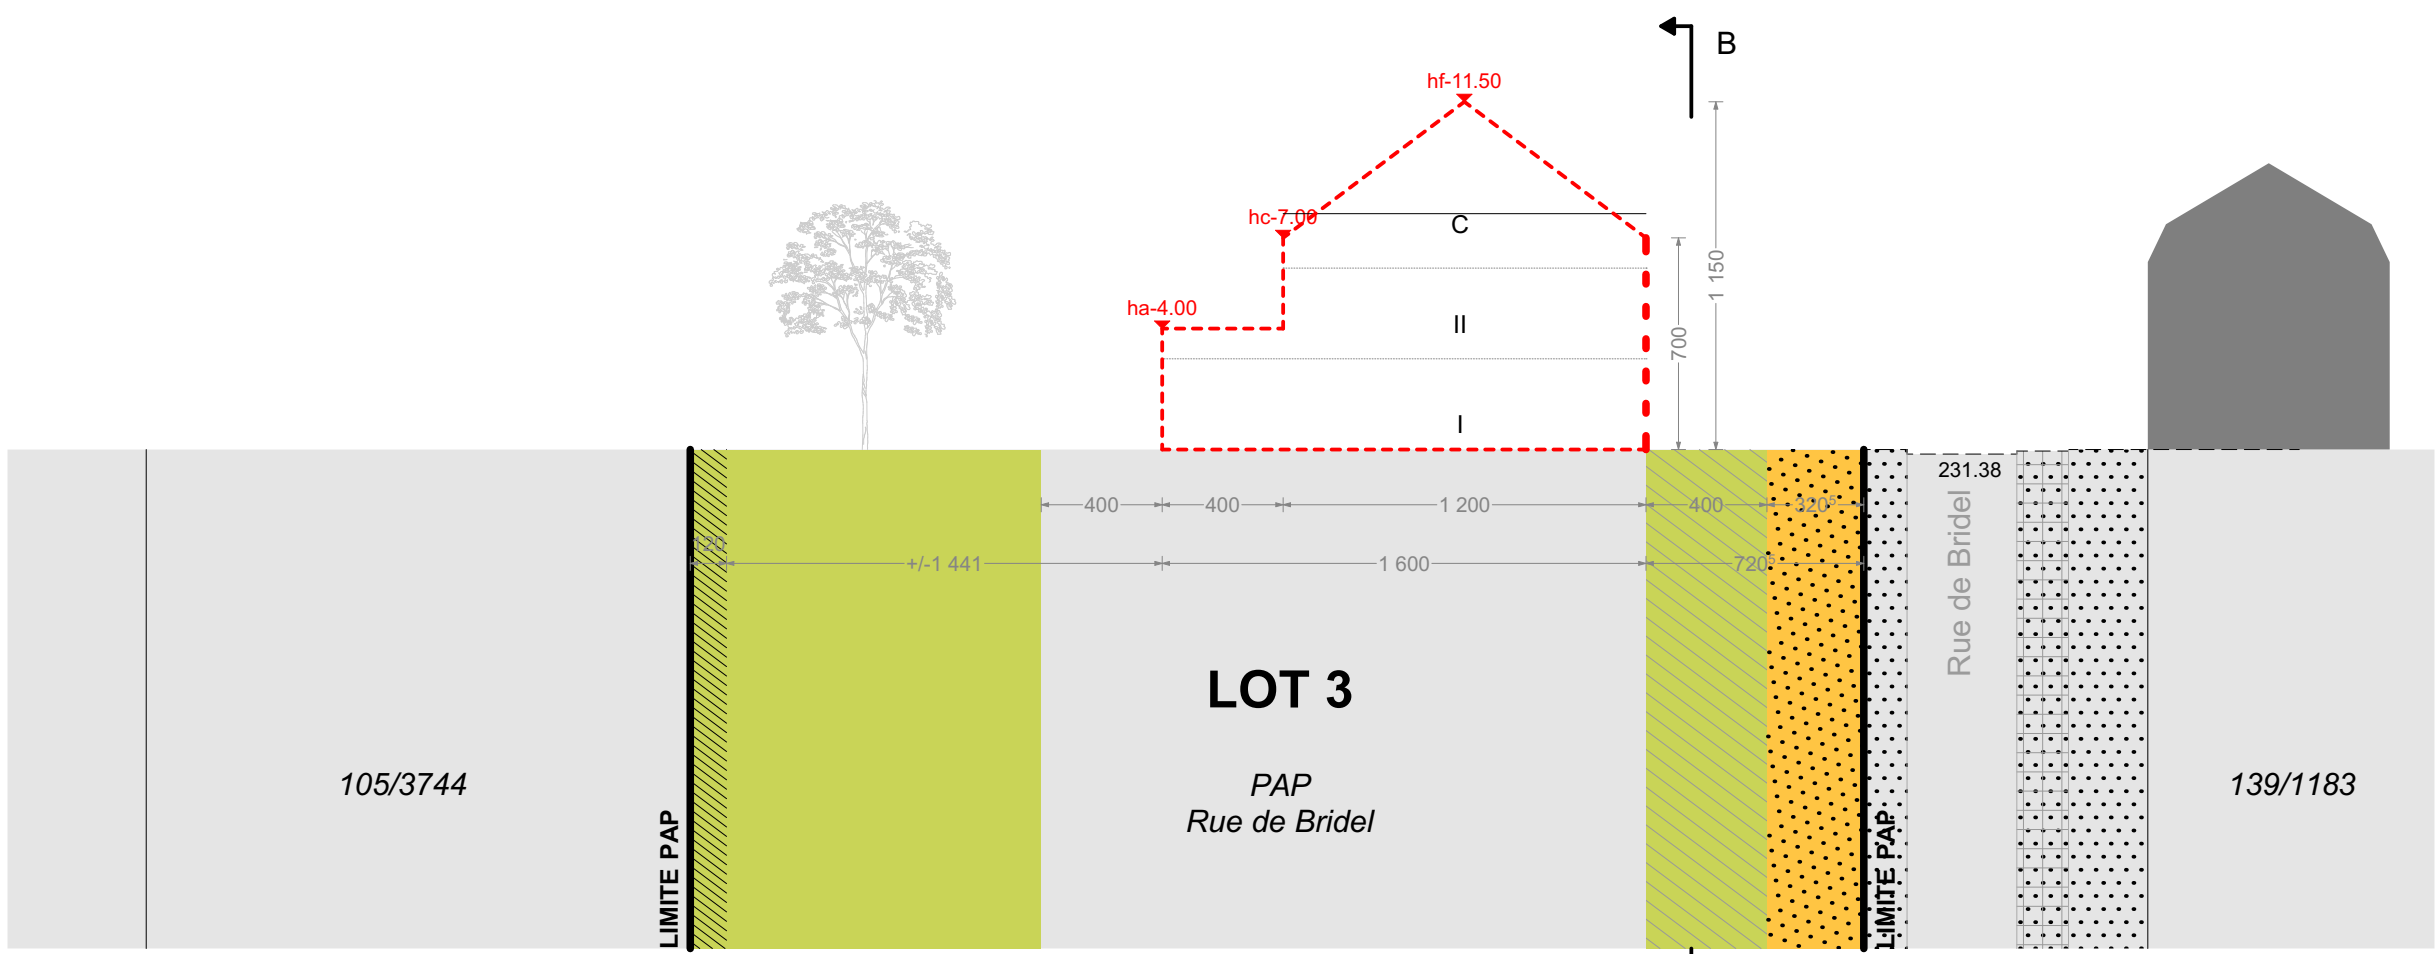 B
hf-11.50
hc-7.00
C
1 150
ha-4.00
II
700
I
231.38
400
400
1 200
400
320⁵
120
+/-1 441
1 600
720⁵
Rue de Bridel
LOT 3
105/3744
PAP
Rue de Bridel
139/1183
LIMITE PAP
LIMITE PAP